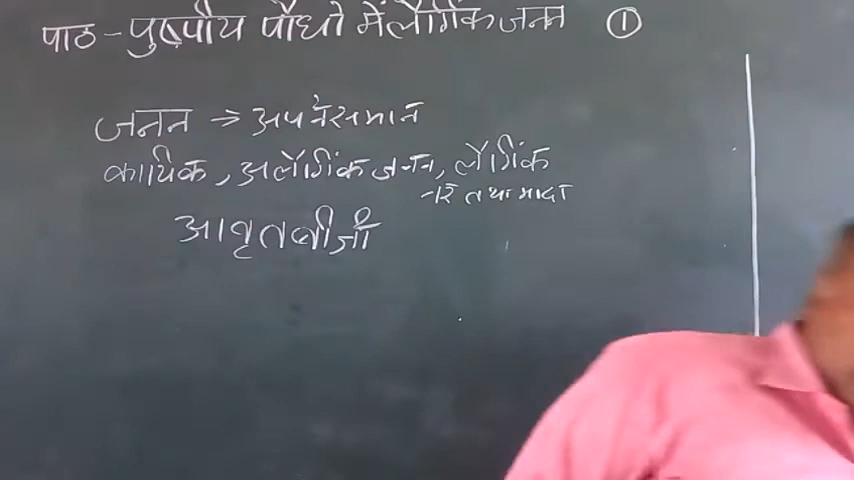 पाठ - पुष्पीय पौधो में लैगिंक जनन ①
जनन ⇒ अपने समान
कायिक, अलैगिंक जनन, लैगिंक
नर तथा मादा
आवृतबीजी